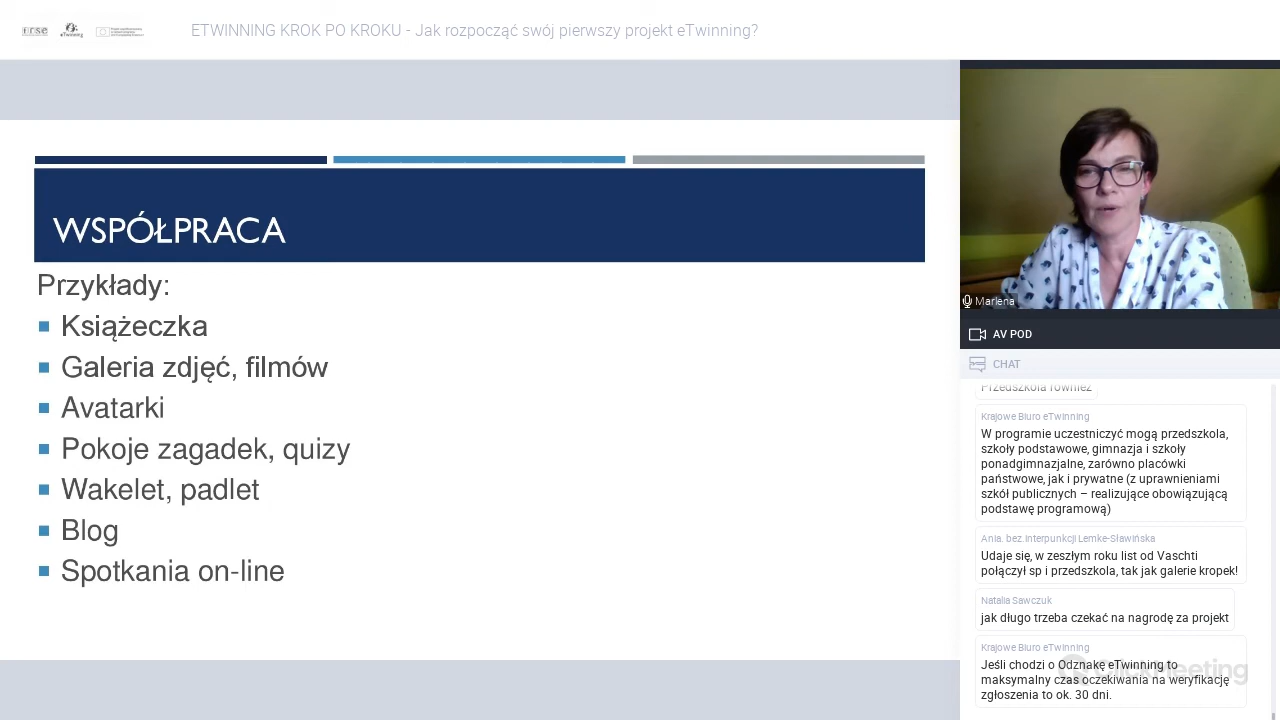 frse
eTwinning
ETWINNING KROK PO KROKU - Jak rozpocząć swój pierwszy projekt eTwinning?
WSPÓŁPRACA
Przykłady:
Książeczka
Galeria zdjęć, filmów
Avatarki
Pokoje zagadek, quizy
Wakelet, padlet
Blog
Spotkania on-line
Marlena
AV POD
CHAT
Przedszkola również
Krajowe Biuro eTwinning
W programie uczestniczyć mogą przedszkola,
szkoły podstawowe, gimnazja i szkoły
ponadgimnazjalne, zarówno placówki
państwowe, jak i prywatne (z uprawnieniami
szkół publicznych – realizujące obowiązującą
podstawę programową)
Ania. bez.interpunkcji Lemke-Sławińska
Udaje się, w zeszłym roku list od Vaschti
połączył sp i przedszkola, tak jak galerie kropek!
Natalia Sawczuk
jak długo trzeba czekać na nagrodę za projekt
Krajowe Biuro eTwinning
Jeśli chodzi o Odznakę eTwinning to
maksymalny czas oczekiwania na weryfikację
zgłoszenia to ok. 30 dni.
ClickMeeting